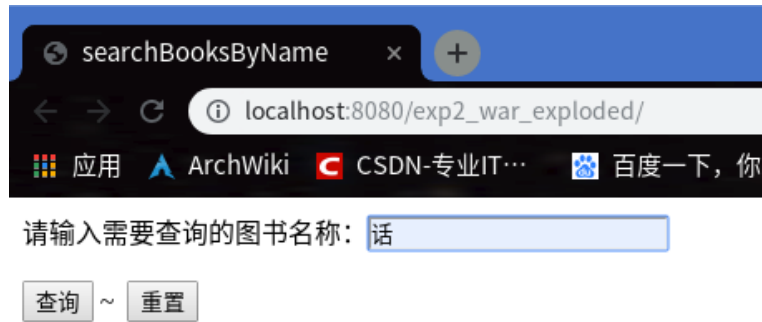 searchBooksByName
localhost:8080/exp2_war_exploded/
应用 ArchWiki CSDN-专业IT… 百度一下，你
请输入需要查询的图书名称：话
查询 ~ 重置